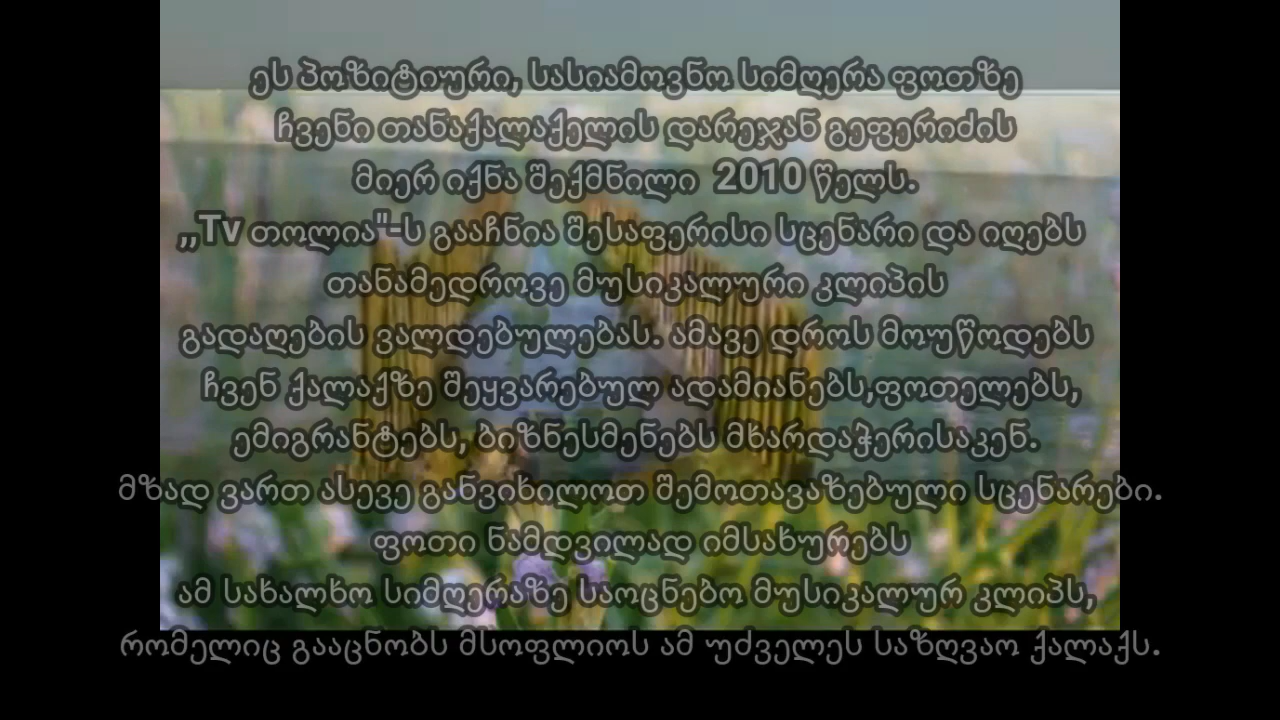 ეს პოზიტიური, სასიამოვნო სიმღერა ფოთზე
ჩვენი თანაქალაქელის დარეჯან გეფერიძის
მიერ იქნა შექმნილი 2010 წელს.
,,Tv თოლია"-ს გააჩნია შესაფერისი სცენარი და იღებს
თანამედროვე მუსიკალური კლიპის
გადაღების ვალდებულებას. ამავე დროს მოუწოდებს
ჩვენ ქალაქზე შეყვარებულ ადამიანებს,ფოთელებს,
ემიგრანტებს, ბიზნესმენებს მხარდაჭერისაკენ.
მზად ვართ ასევე განვიხილოთ შემოთავაზებული სცენარები.
ფოთი ნამდვილად იმსახურებს
ამ სახალხო სიმღერაზე საოცნებო მუსიკალურ კლიპს,
რომელიც გააცნობს მსოფლიოს ამ უძველეს საზღვაო ქალაქს.